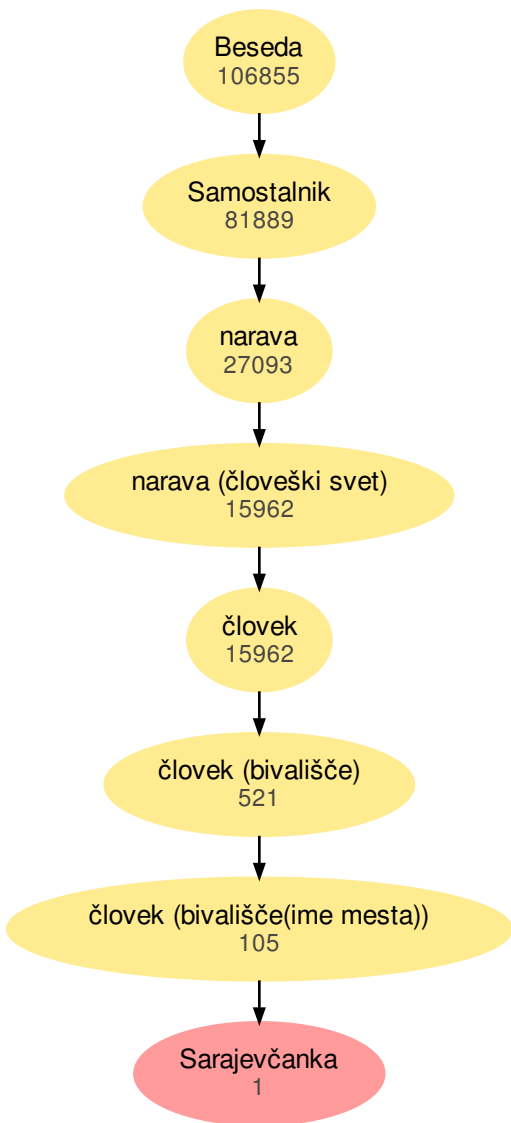 Beseda
106855
Samostalnik
81889
narava
27093
narava (človeški svet)
15962
človek
15962
človek (bivališče)
521
človek (bivališče(ime mesta))
105
Sarajevčanka
1